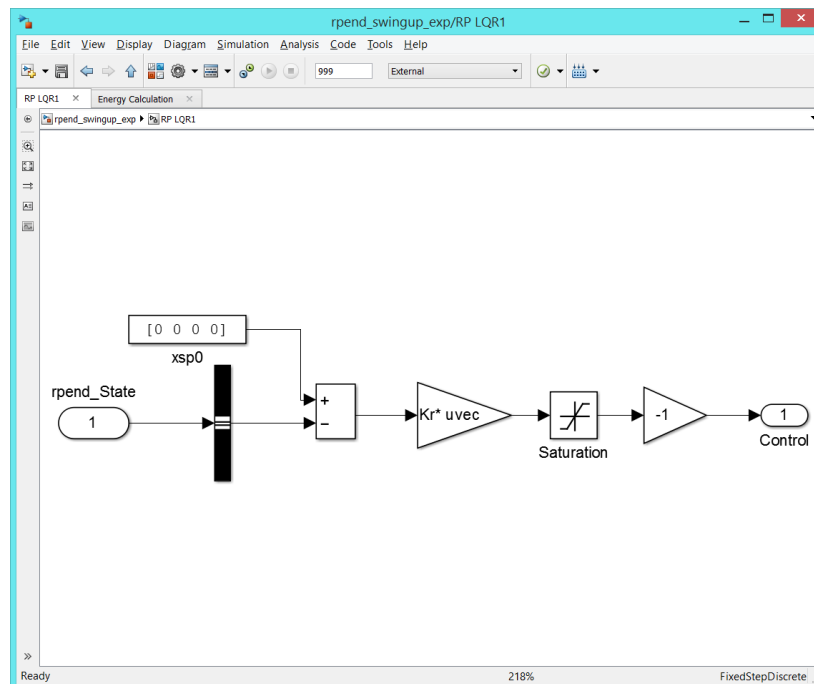 rpend_swingup_exp/RP LQR1
File Edit View Display Diagram Simulation Analysis Code Tools Help
999 External
RP LQR1 Energy Calculation
rpend_swingup_exp RP LQR1
[0 0 0 0]
xsp0
rpend_State
1
+
−
Kr* uvec
Saturation
-1
1
Control
Ready 218% FixedStepDiscrete